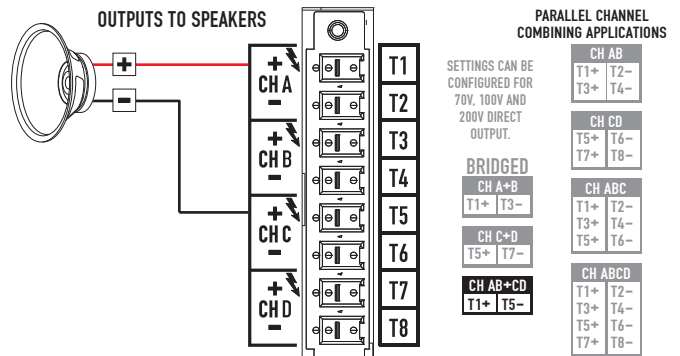 OUTPUTS TO SPEAKERS
+
−
+
CH A
−
+
CH B
−
+
CH C
−
+
CH D
−
T1
T2
T3
T4
T5
T6
T7
T8
SETTINGS CAN BE
CONFIGURED FOR
70V, 100V AND
200V DIRECT
OUTPUT.
BRIDGED
CH A+B
T1+ T3−
CH C+D
T5+ T7−
CH AB+CD
T1+ T5−
PARALLEL CHANNEL
COMBINING APPLICATIONS
CH AB
T1+ T2−
T3+ T4−
CH CD
T5+ T6−
T7+ T8−
CH ABC
T1+ T2−
T3+ T4−
T5+ T6−
CH ABCD
T1+ T2−
T3+ T4−
T5+ T6−
T7+ T8−